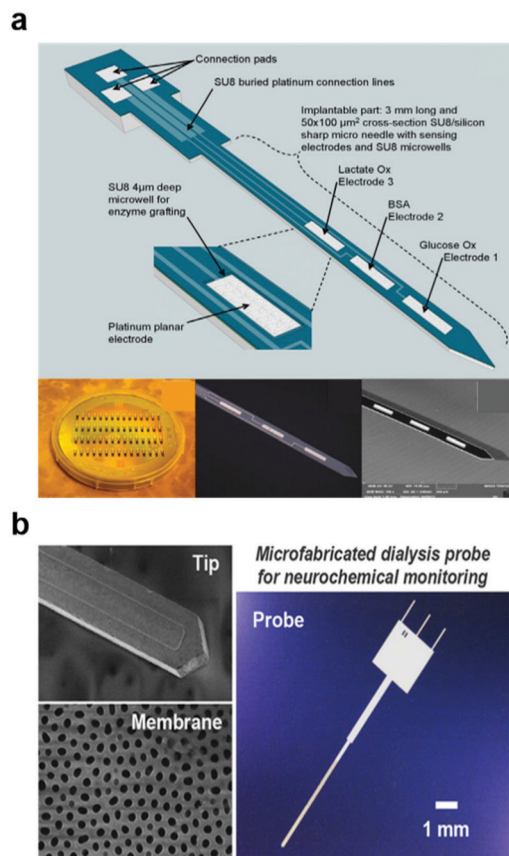 a
Connection pads
SU8 buried platinum connection lines
Implantable part: 3 mm long and
50x100 µm² cross-section SU8/silicon
sharp micro needle with sensing
electrodes and SU8 microwells
Lactate Ox
Electrode 3
SU8 4µm deep
microwell for
enzyme grafting
BSA
Electrode 2
Glucose Ox
Electrode 1
Platinum planar
electrode
b
Tip
Microfabricated dialysis probe
for neurochemical monitoring
Probe
Membrane
1 mm